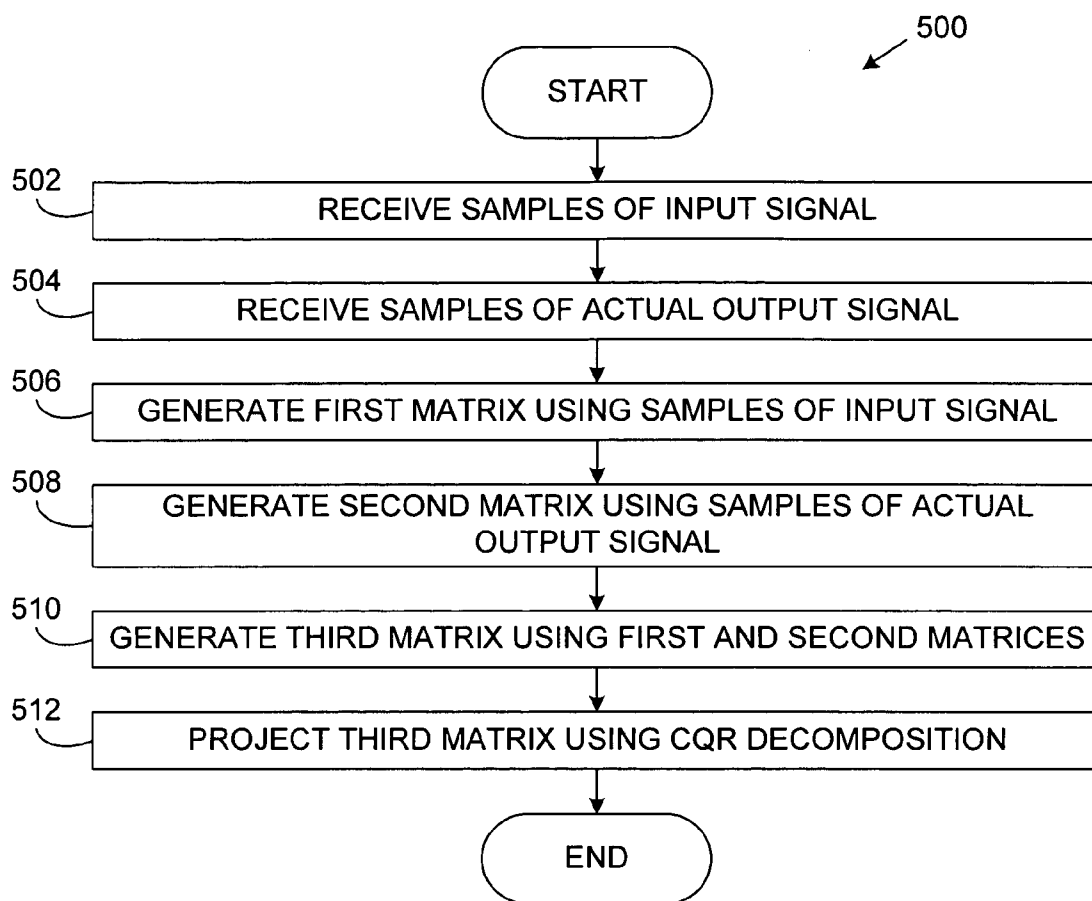 500
START
502
RECEIVE SAMPLES OF INPUT SIGNAL
504
RECEIVE SAMPLES OF ACTUAL OUTPUT SIGNAL
506
GENERATE FIRST MATRIX USING SAMPLES OF INPUT SIGNAL
508
GENERATE SECOND MATRIX USING SAMPLES OF ACTUAL
OUTPUT SIGNAL
510
GENERATE THIRD MATRIX USING FIRST AND SECOND MATRICES
512
PROJECT THIRD MATRIX USING CQR DECOMPOSITION
END